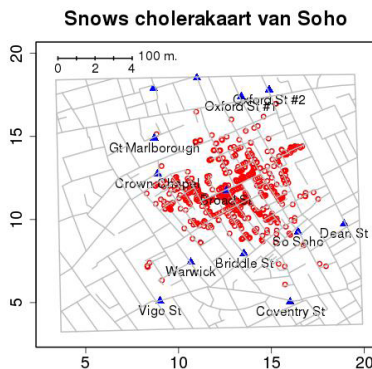 Snows cholerakaart van Soho
20
15
10
5
100 m.
0 2 4
Oxford St #2
Oxford St #1
Gt Marlborough
Crown Chapel
Broad St
Dean St
So Soho
Briddle St
Warwick
Vigo St
Coventry St
5 10 15 20